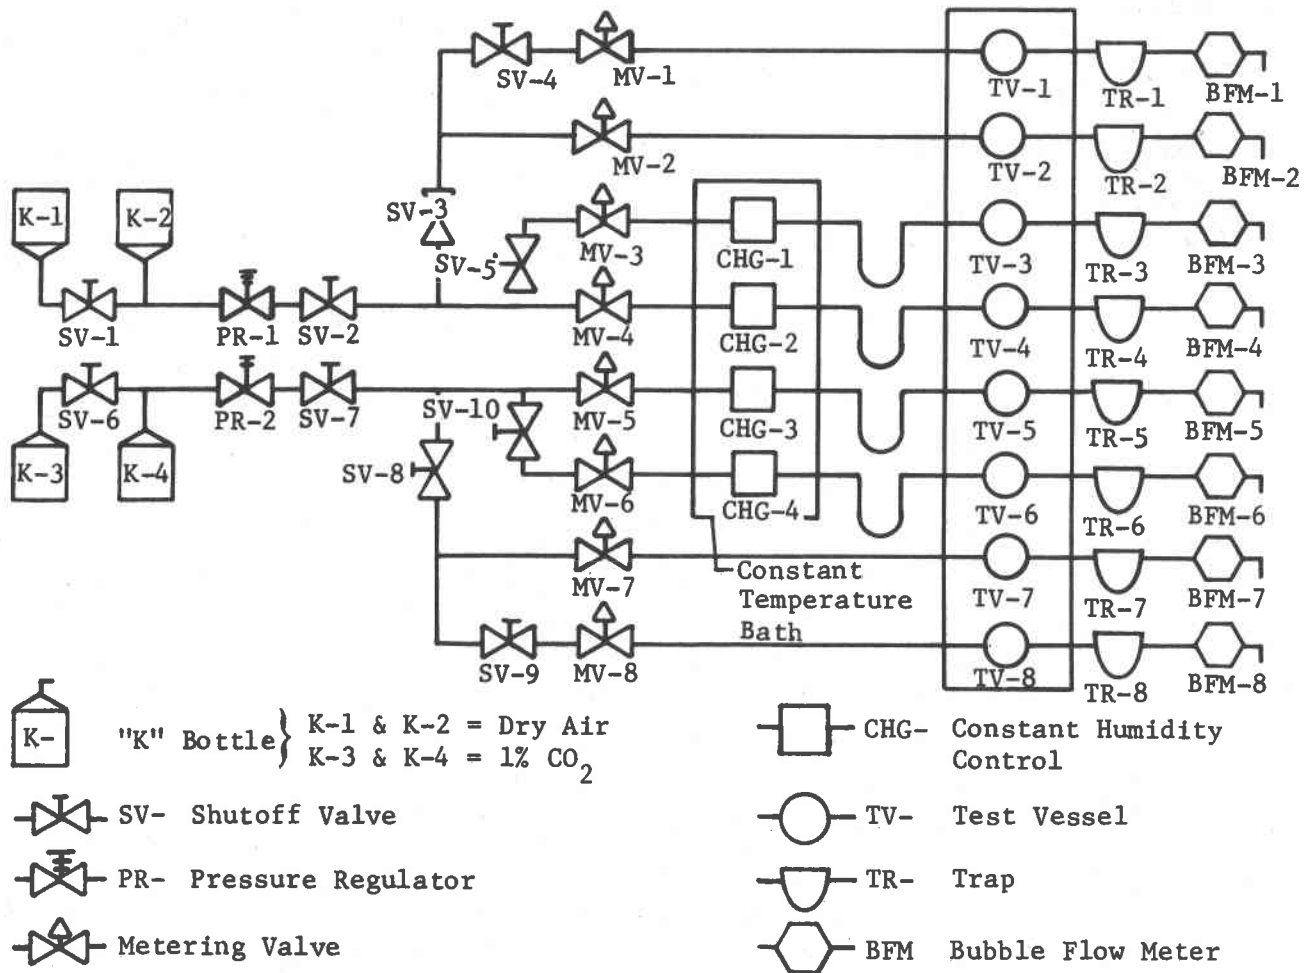 SV-4
MV-1
TV-1
TR-1
BFM-1
MV-2
TV-2
TR-2
BFM-2
K-1
K-2
SV-3
SV-5
MV-3
CHG-1
TV-3
TR-3
BFM-3
SV-1
PR-1
SV-2
MV-4
CHG-2
TV-4
TR-4
BFM-4
SV-6
PR-2
SV-7
SV-10
MV-5
CHG-3
TV-5
TR-5
BFM-5
K-3
K-4
SV-8
MV-6
CHG-4
TV-6
TR-6
BFM-6
MV-7
Constant
Temperature
Bath
TV-7
TR-7
BFM-7
SV-9
MV-8
TV-8
TR-8
BFM-8
K-
"K" Bottle} K-1 & K-2 = Dry Air
K-3 & K-4 = 1% CO2
SV- Shutoff Valve
PR- Pressure Regulator
Metering Valve
CHG- Constant Humidity
Control
TV- Test Vessel
TR- Trap
BFM Bubble Flow Meter